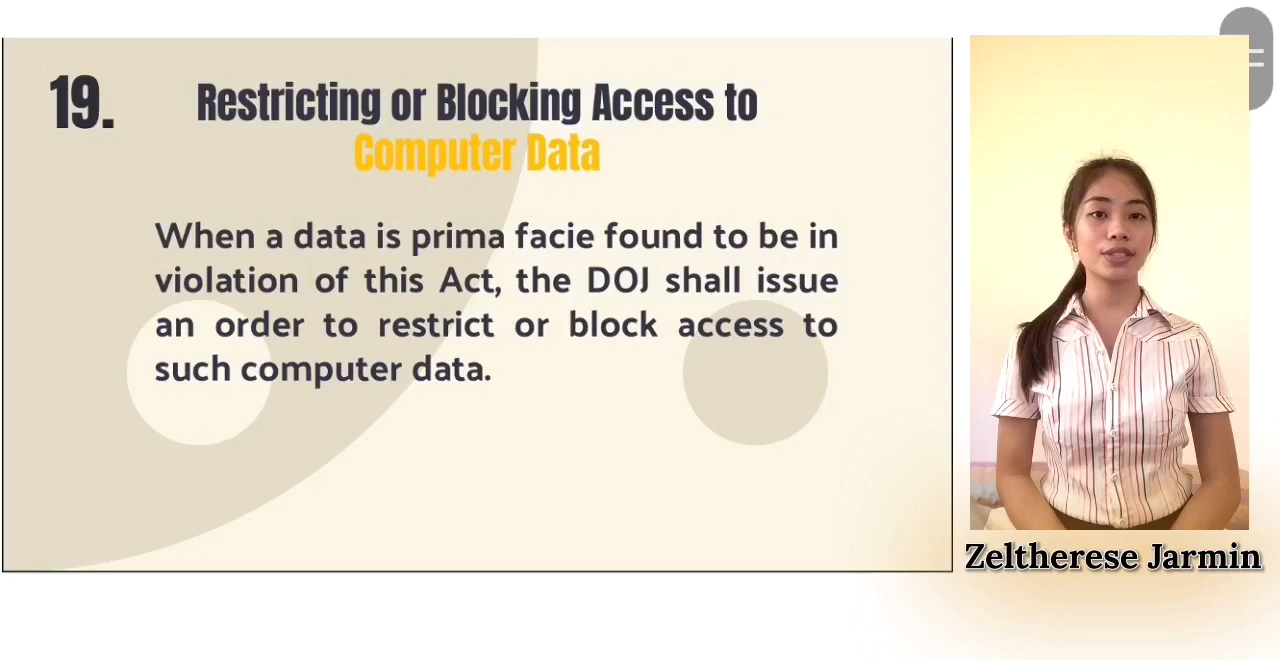 19.
Restricting or Blocking Access to
Computer Data
When a data is prima facie found to be in
violation of this Act, the DOJ shall issue
an order to restrict or block access to
such computer data.
Zeltherese Jarmin